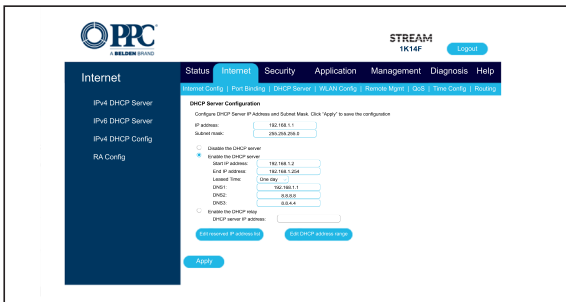 PPC
A BELDEN BRAND
STREAM
1K14F
Logout
Internet
Status Internet Security Application Management Diagnosis Help
Internet Config | Port Binding | DHCP Server | WLAN Config | Remote Mgmt | QoS | Time Config | Routing
IPv4 DHCP Server
IPv6 DHCP Server
IPv4 DHCP Config
RA Config
DHCP Server Configuration
Configure DHCP Server IP Address and Subnet Mask. Click "Apply" to save the configuration
IP address: 192.168.1.1
Subnet mask: 255.255.255.0
Disable the DHCP server
Enable the DHCP server
Start IP address: 192.168.1.2
End IP address: 192.168.1.254
Leased Time: One day
DNS1: 192.168.1.1
DNS2: 8.8.8.8
DNS3: 8.8.4.4
Enable the DHCP relay
DHCP server IP address:
Edit reserved IP address list
Edit DHCP address range
Apply